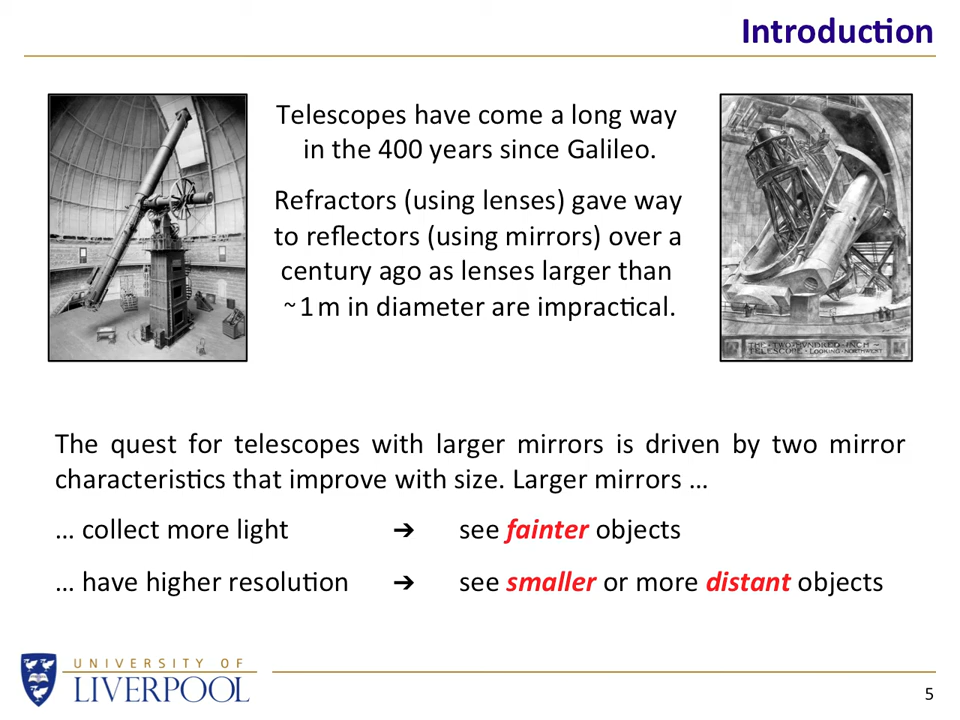 Introduction
Telescopes have come a long way
in the 400 years since Galileo.
Refractors (using lenses) gave way
to reflectors (using mirrors) over a
century ago as lenses larger than
~1 m in diameter are impractical.
THE • TWO • HVNDRED • INCH ~
TELESCOPE • LOOKING • NORTHWEST
The quest for telescopes with larger mirrors is driven by two mirror
characteristics that improve with size. Larger mirrors …
… collect more light ➔ see fainter objects
… have higher resolution ➔ see smaller or more distant objects
UNIVERSITY OF
LIVERPOOL
5